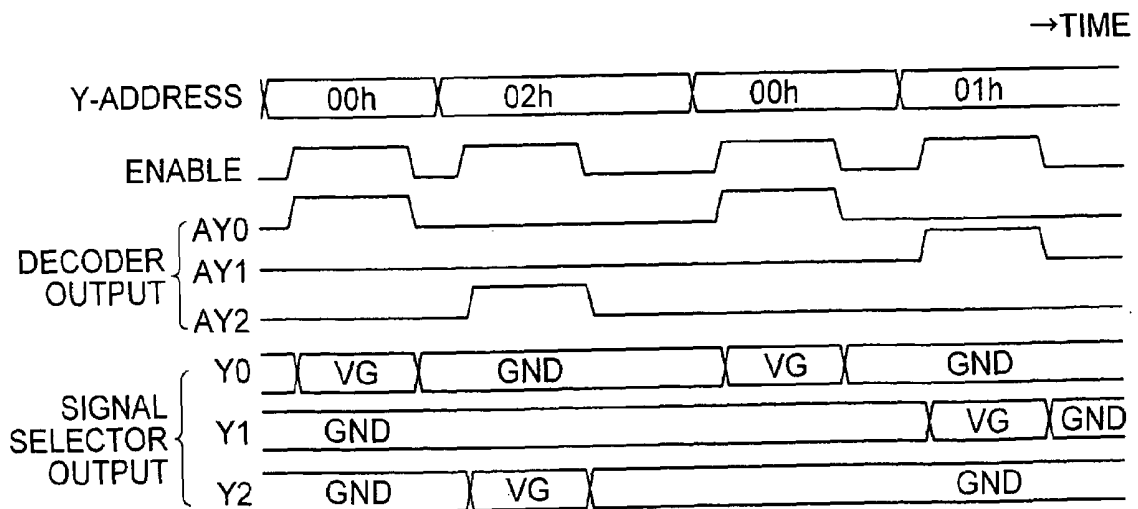 →TIME
Y-ADDRESS 00h 02h 00h 01h
ENABLE
DECODER OUTPUT
AY0
AY1
AY2
SIGNAL SELECTOR OUTPUT
Y0 VG GND VG GND
Y1 GND VG GND
Y2 GND VG GND